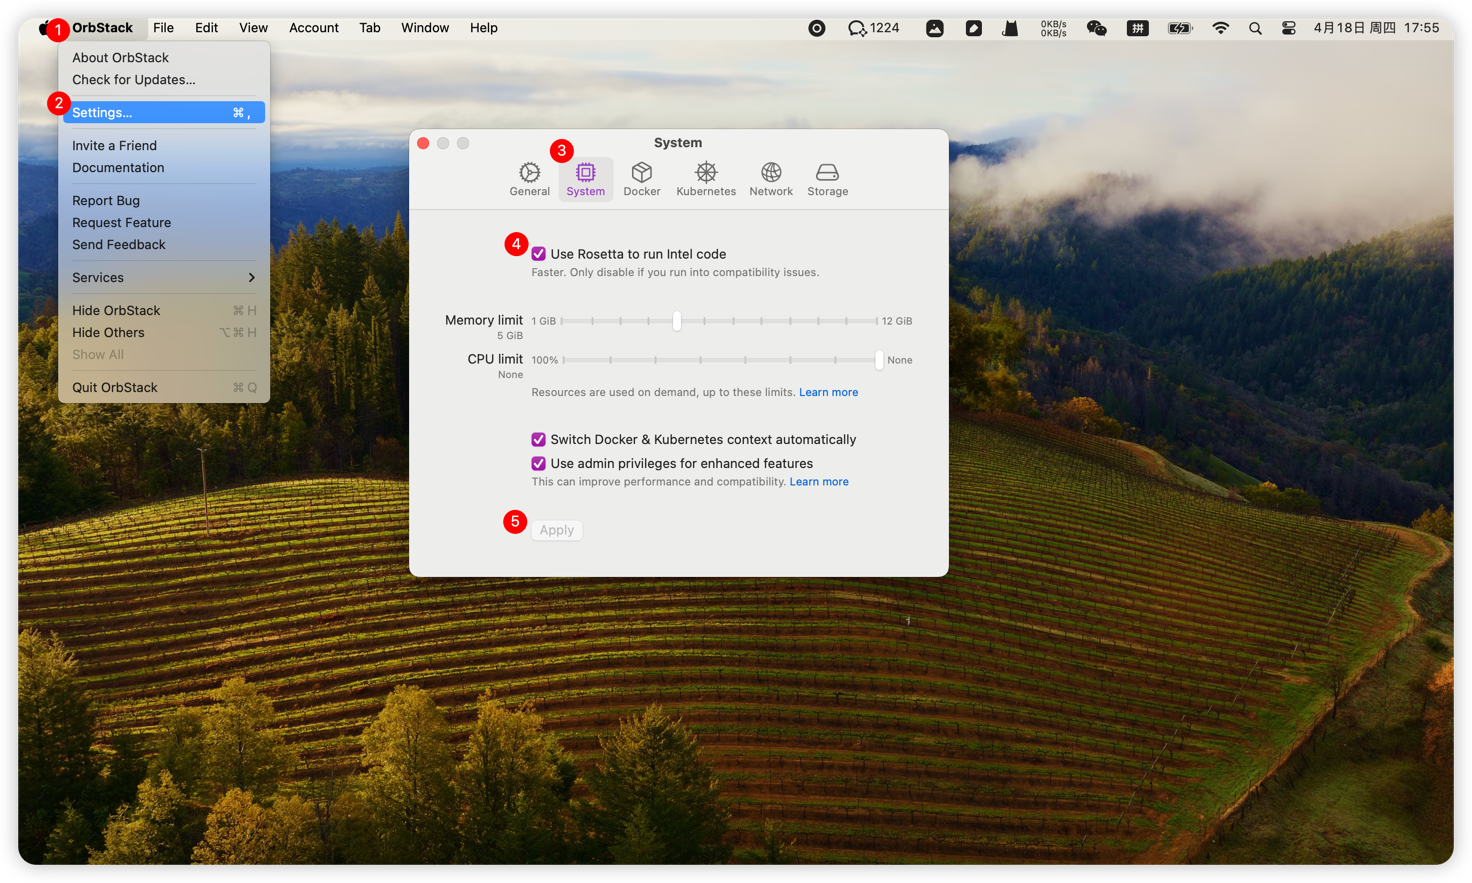 1 OrbStack File Edit View Account Tab Window Help 1224 0KB/s 0KB/s 拼 4月18日 周四 17:55
About OrbStack
Check for Updates...
2 Settings... ⌘ ,
Invite a Friend
Documentation
Report Bug
Request Feature
Send Feedback
Services
Hide OrbStack ⌘ H
Hide Others ⌥ ⌘ H
Show All
Quit OrbStack ⌘ Q
System
3
General System Docker Kubernetes Network Storage
4 Use Rosetta to run Intel code
Faster. Only disable if you run into compatibility issues.
Memory limit 1 GiB 12 GiB
5 GiB
CPU limit 100% None
None
Resources are used on demand, up to these limits. Learn more
Switch Docker & Kubernetes context automatically
Use admin privileges for enhanced features
This can improve performance and compatibility. Learn more
5 Apply